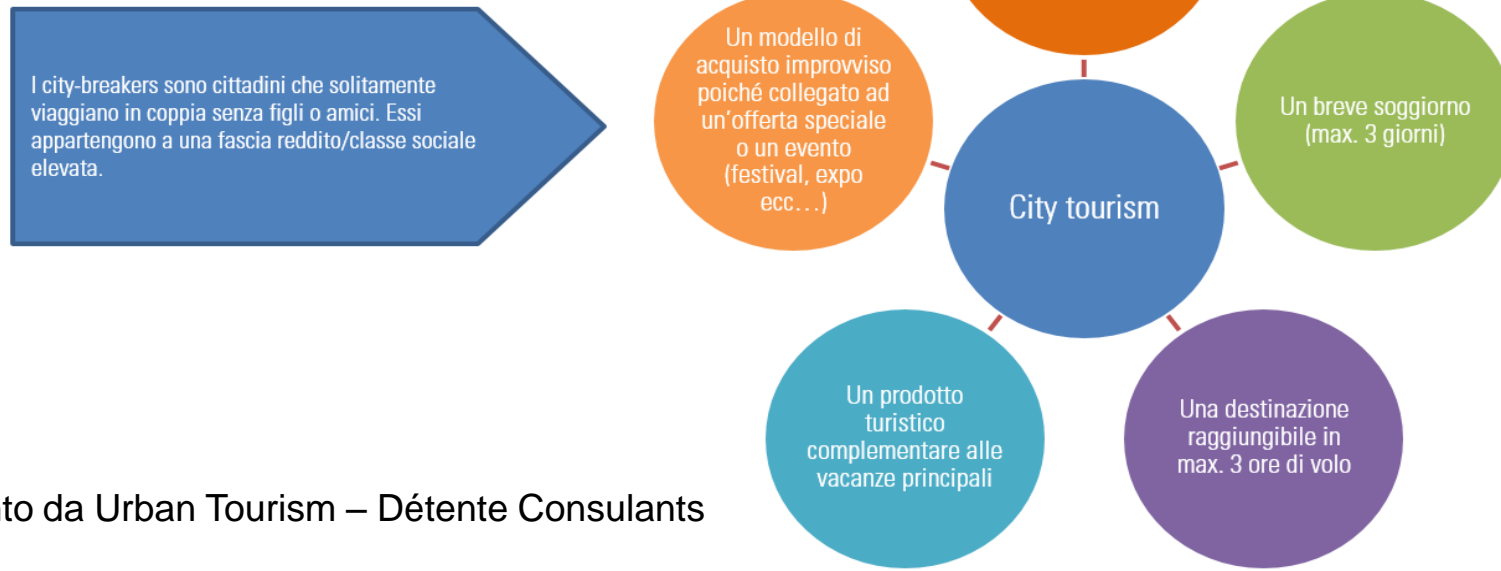 I city-breakers sono cittadini che solitamente
viaggiano in coppia senza figli o amici. Essi
appartengono a una fascia reddito/classe sociale
elevata.
Un modello di
acquisto improvviso
poiché collegato ad
un'offerta speciale
o un evento
(festival, expo
ecc…)
Un breve soggiorno
(max. 3 giorni)
City tourism
Un prodotto
turistico
complementare alle
vacanze principali
Una destinazione
raggiungibile in
max. 3 ore di volo
da Urban Tourism – Détente Consulants